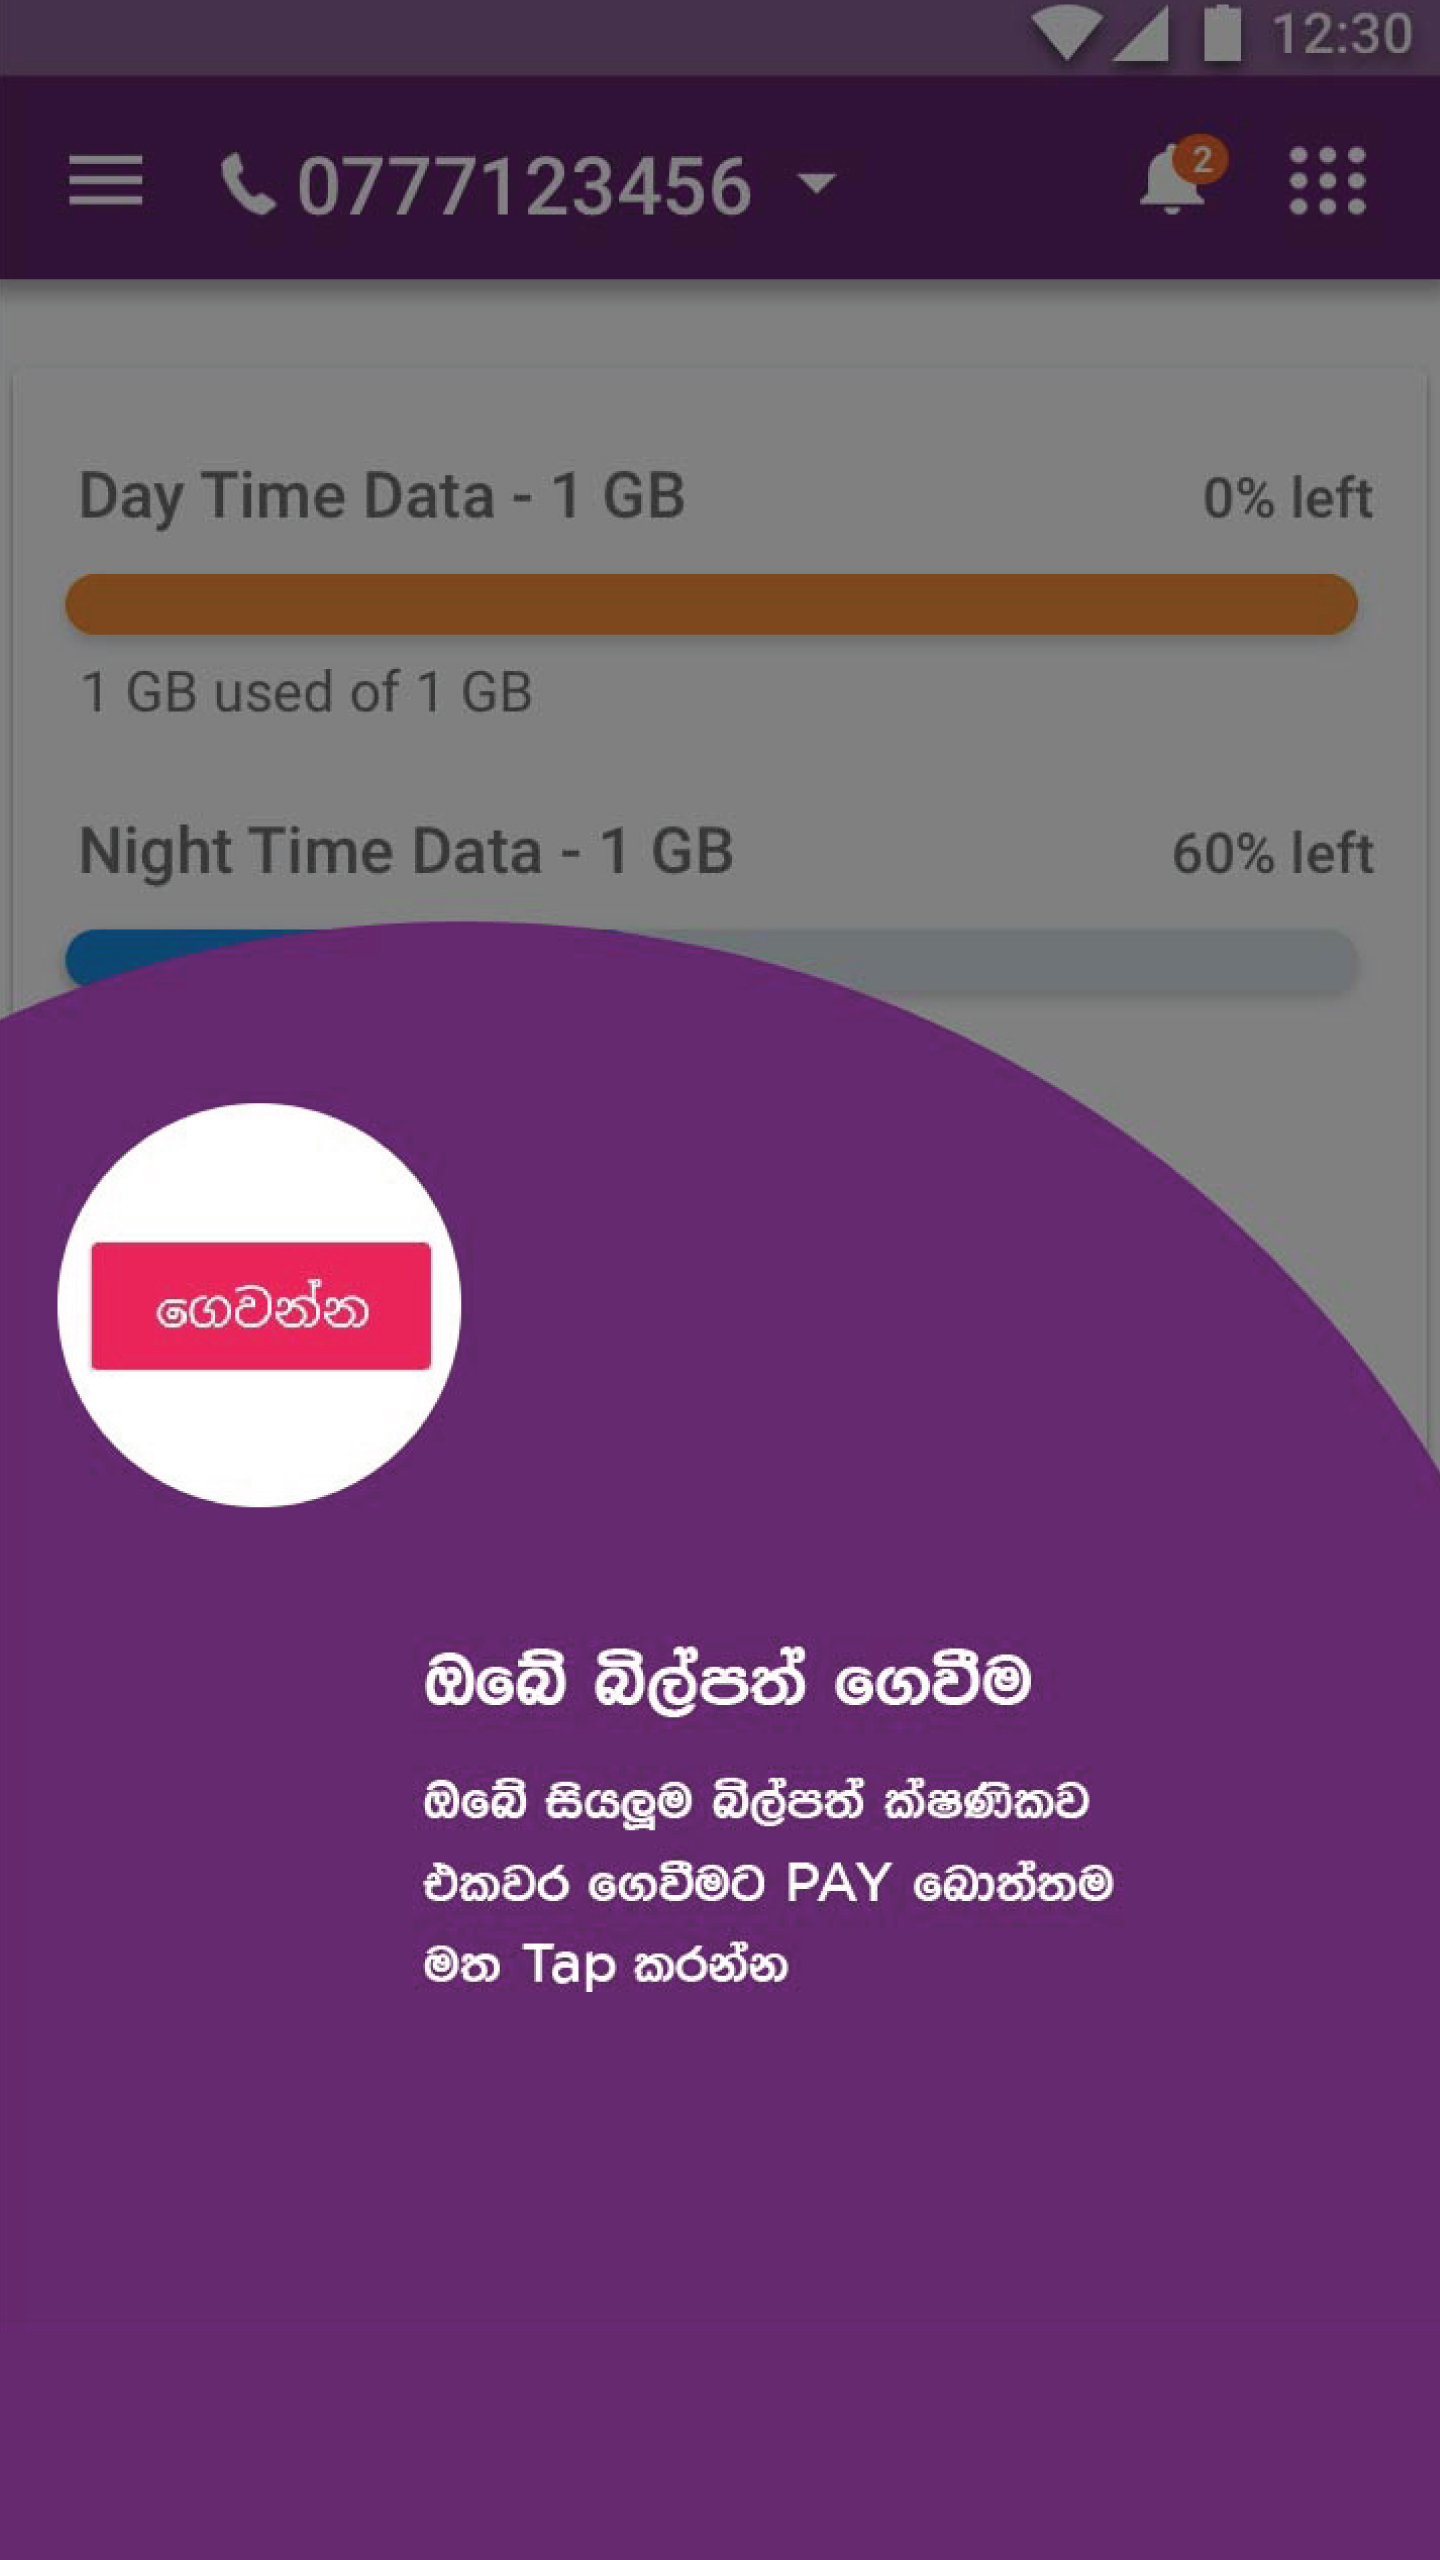 12:30
0777123456
2
Day Time Data - 1 GB
0% left
1 GB used of 1 GB
Night Time Data - 1 GB
60% left
ගෙවන්න
ඔබේ බිල්පත් ගෙවීම
ඔබේ සියලූම බිල්පත් ක්ෂණිකව
එකවර ගෙවීමට PAY බොත්තම
මත Tap කරන්න